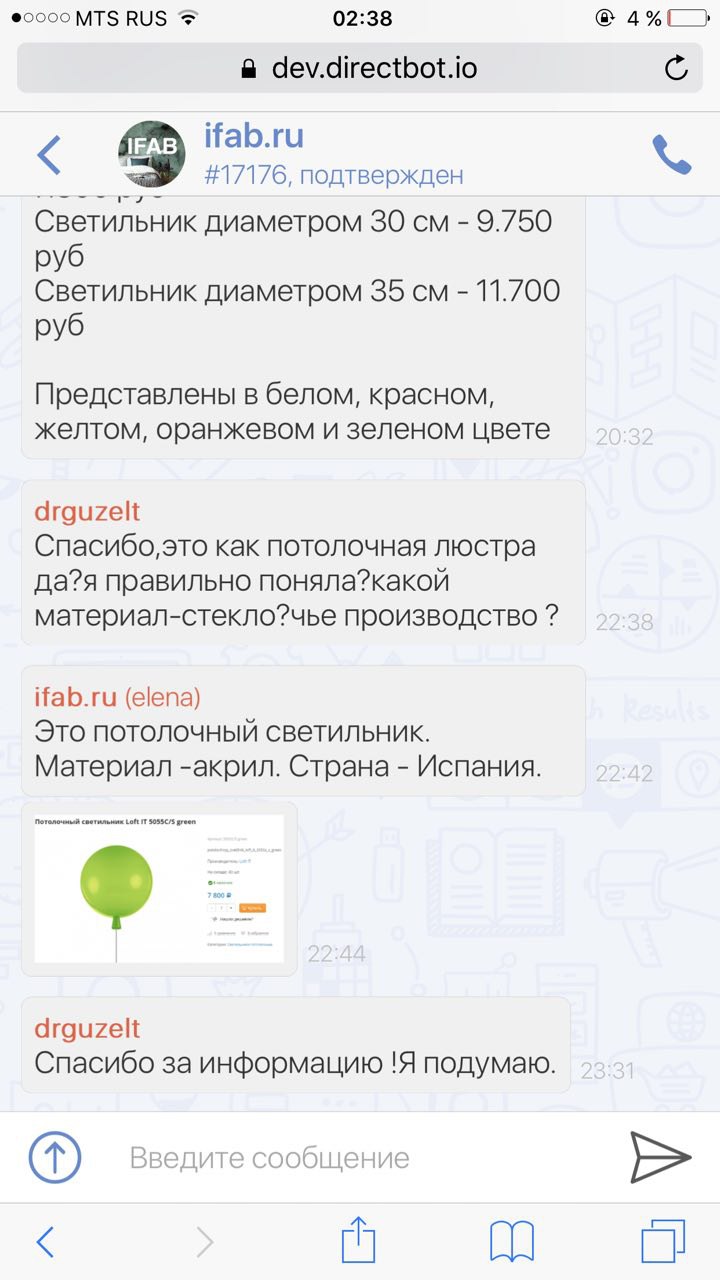 MTS RUS 02:38 4 %
dev.directbot.io
IFAB
ifab.ru
#17176, подтвержден
руб
Светильник диаметром 30 см - 9.750
руб
Светильник диаметром 35 см - 11.700
руб
Представлены в белом, красном,
желтом, оранжевом и зеленом цвете
20:32
drguzelt
Спасибо,это как потолочная люстра
да?я правильно поняла?какой
материал-стекло?чье производство ?
22:38
ifab.ru (elena)
Это потолочный светильник.
Материал -акрил. Страна - Испания.
22:42
Потолочный светильник Loft IT 5055C/S green
7 800 ₽
22:44
drguzelt
Спасибо за информацию !Я подумаю.
23:31
Введите сообщение